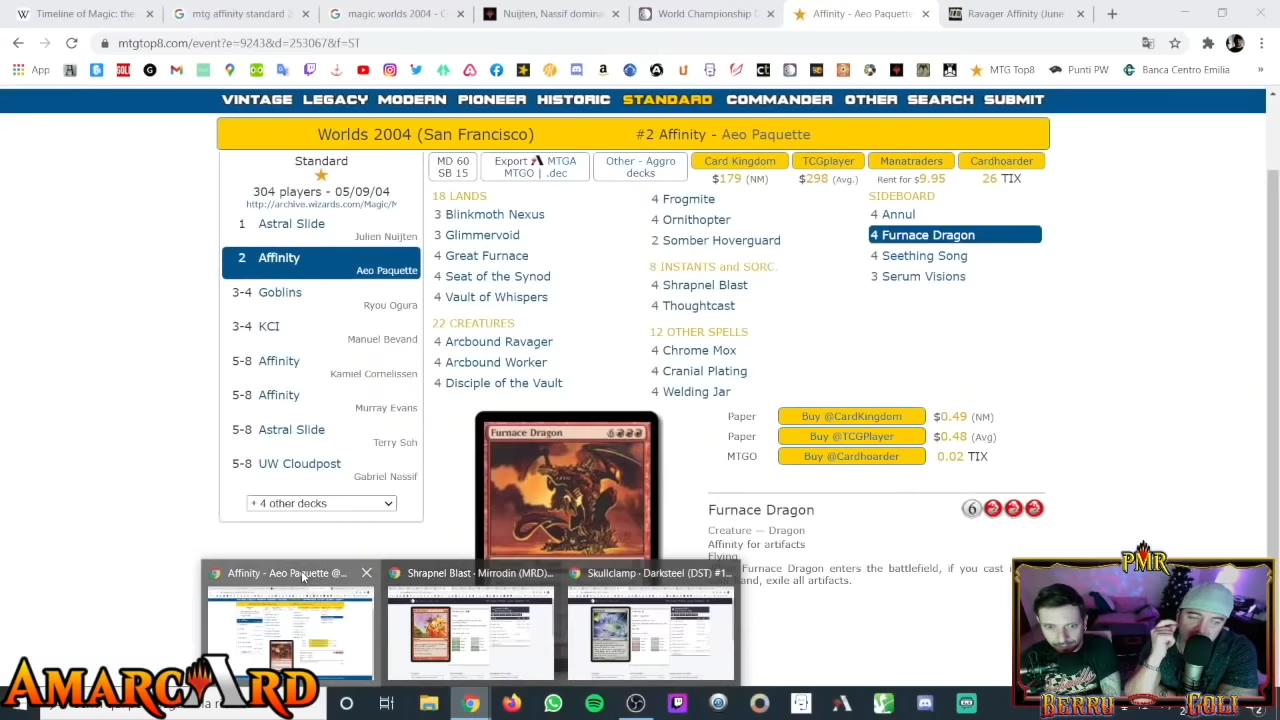 Timeline of Magic: the
mtg affinity standard 2
Timeline of magic worlds 2004 - C
Nuijten, Nassif domina
World Championship
Affinity - Aeo Paquette
Ravager Affinity (June
mtgtop8.com/event?e=9243&d=253067&f=ST
App
MTG Top8
Punti PW
Banca Centro Emilia
VINTAGE LEGACY MODERN PIONEER HISTORIC STANDARD COMMANDER OTHER SEARCH SUBMIT
Worlds 2004 (San Francisco)
#2 Affinity - Aeo Paquette
Standard
304 players - 05/09/04
http://archive.wizards.com/Magic/M
1 Astral Slide
Julien Nuijten
2 Affinity
Aeo Paquette
3-4 Goblins
Ryou Ogura
3-4 KCI
Manuel Bevand
5-8 Affinity
Kamiel Cornelissen
5-8 Affinity
Murray Evans
5-8 Astral Slide
Terry Soh
5-8 UW Cloudpost
Gabriel Nassif
+ 4 other decks
MD 60
SB 15
Export MTGA
MTGO | .dec
Other - Aggro
decks
Card Kingdom
$179 (NM)
TCGplayer
$298 (Avg.)
Manatraders
Rent for $9.95
Cardhoarder
26 TIX
18 LANDS
3 Blinkmoth Nexus
3 Glimmervoid
4 Great Furnace
4 Seat of the Synod
4 Vault of Whispers
22 CREATURES
4 Arcbound Ravager
4 Arcbound Worker
4 Disciple of the Vault
4 Frogmite
4 Ornithopter
2 Somber Hoverguard
8 INSTANTS and SORC.
4 Shrapnel Blast
4 Thoughtcast
12 OTHER SPELLS
4 Chrome Mox
4 Cranial Plating
4 Welding Jar
SIDEBOARD
4 Annul
4 Furnace Dragon
4 Seething Song
3 Serum Visions
Paper Buy @CardKingdom $0.49 (NM)
Paper Buy @TCGPlayer $0.48 (Avg)
MTGO Buy @Cardhoarder 0.02 TIX
Furnace Dragon 6
Furnace Dragon 6
Creature — Dragon
Affinity for artifacts
Flying
Furnace Dragon enters the battlefield, if you cast i
and, exile all artifacts.
Affinity - Aeo Paquette @...
Shrapnel Blast · Mirrodin (MRD)...
Skullclamp · Darksteel (DST) #1
AMARCARD
PMR
BERRU GOLI